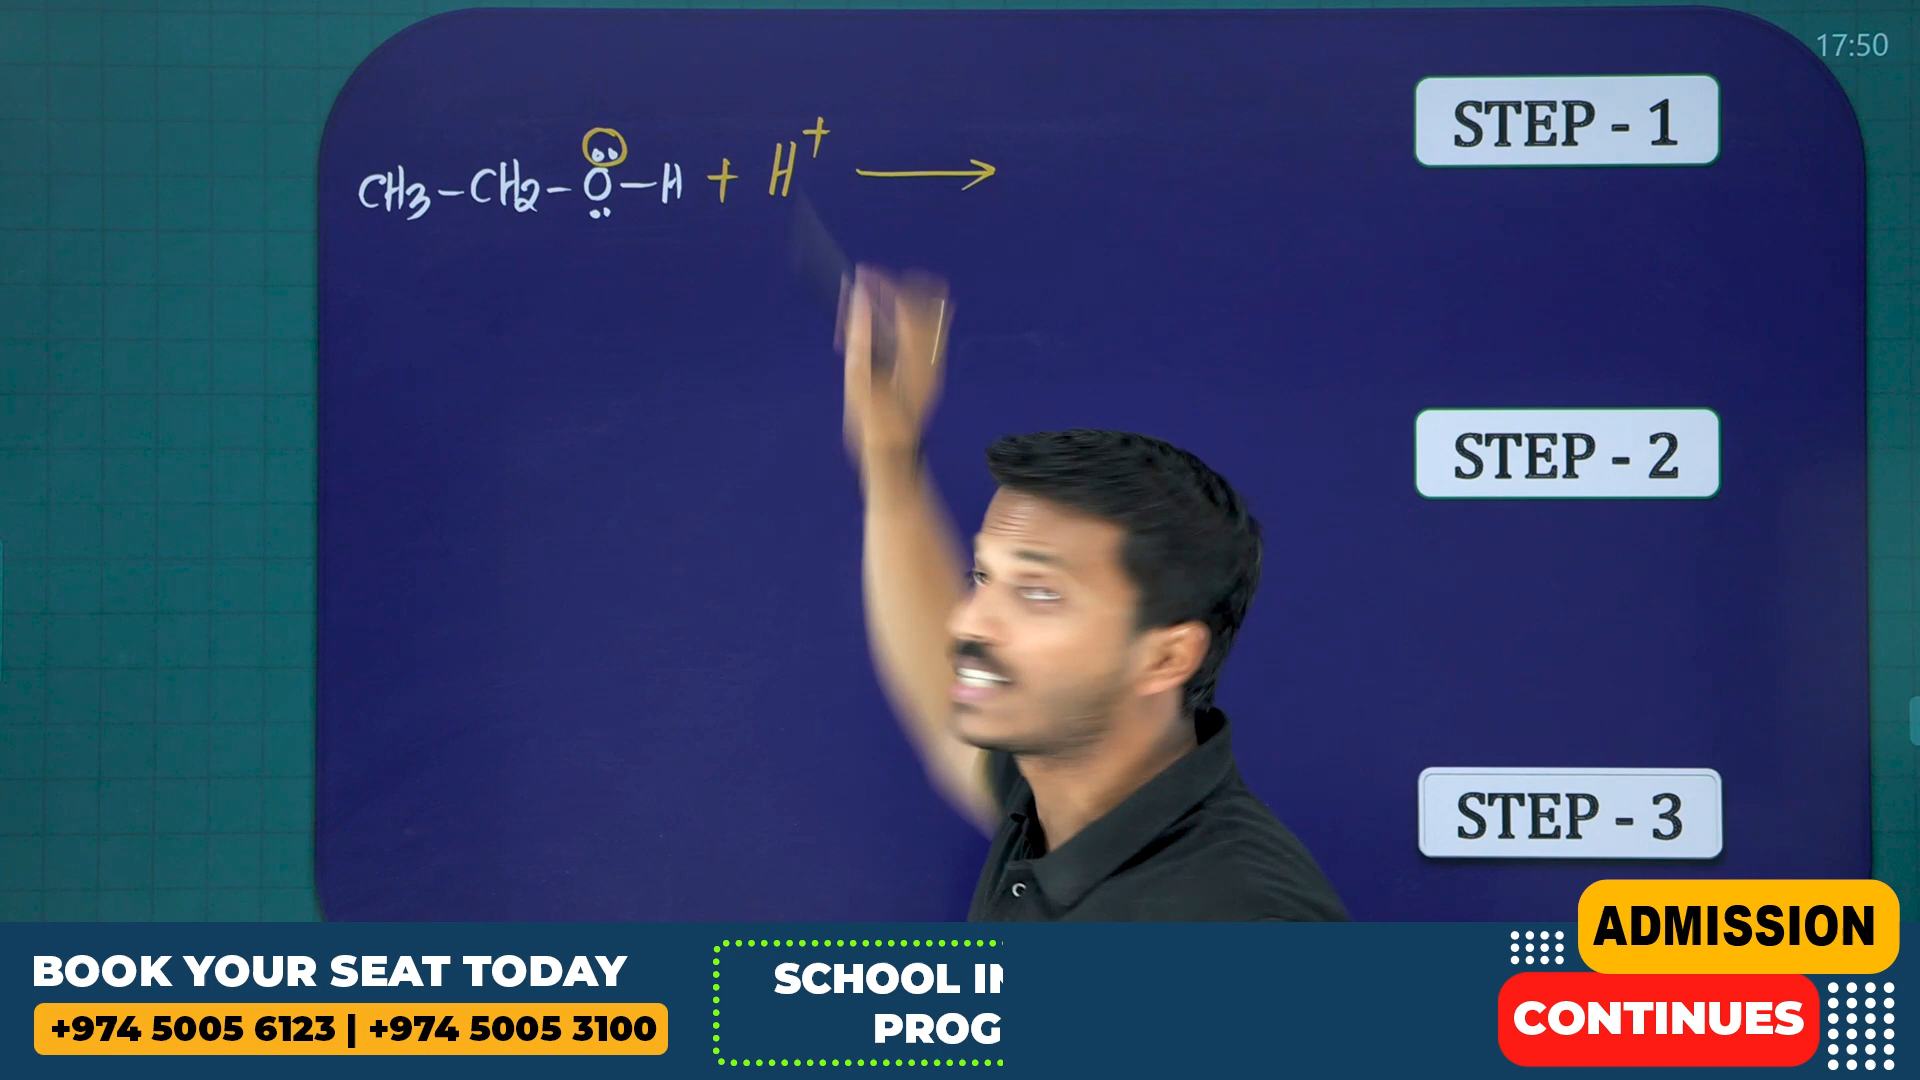 17:50
STEP - 1
CH3-CH2-Ö-H + H⁺ ⟶
STEP - 2
STEP - 3
ADMISSION
CONTINUES
BOOK YOUR SEAT TODAY
+974 5005 6123 | +974 5005 3100
SCHOOL